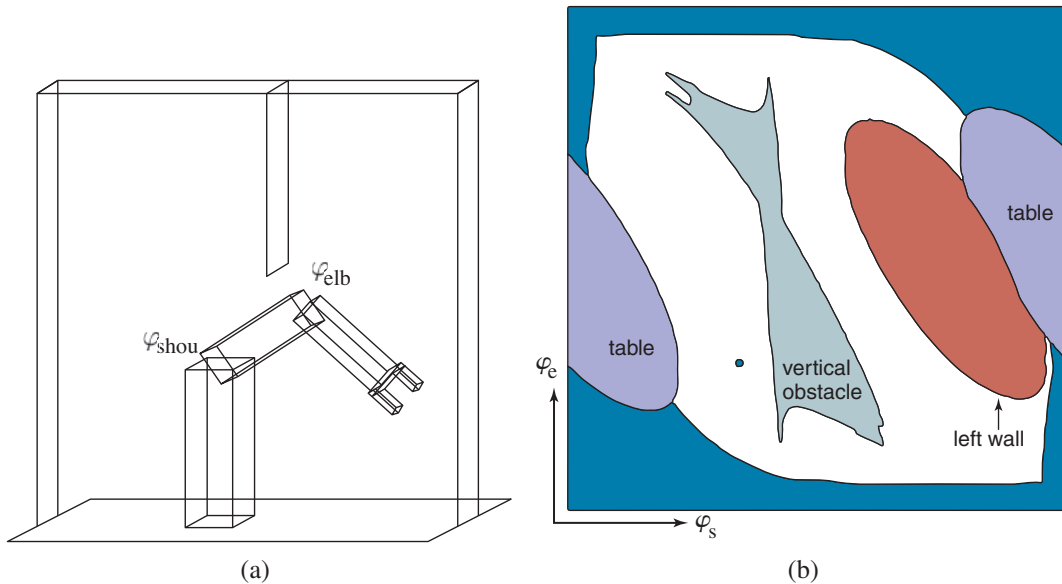 φelb
φshou
(a)
table
table
vertical
obstacle
left wall
φe
φs
(b)